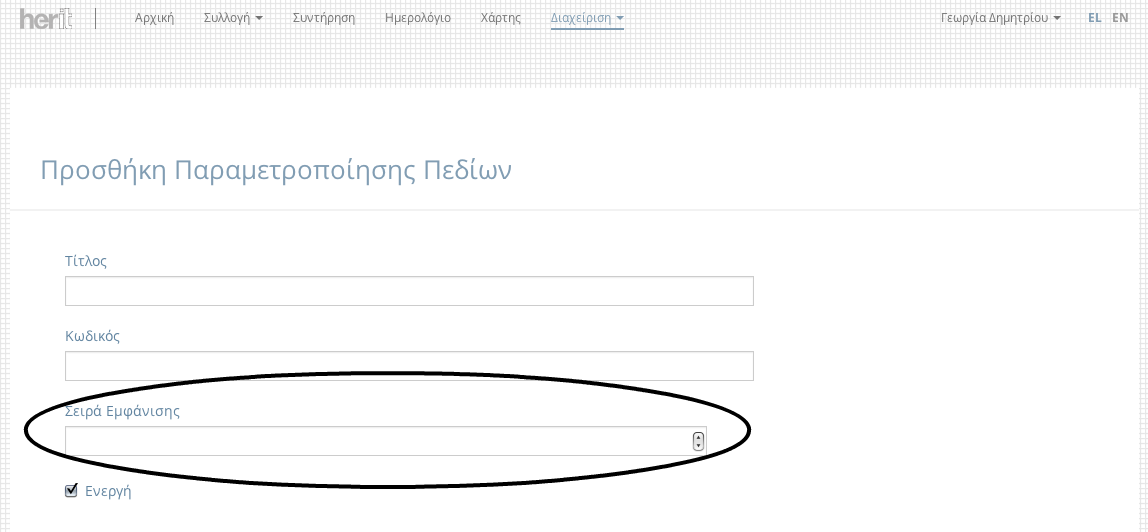 herit Αρχική Συλλογή Συντήρηση Ημερολόγιο Χάρτης Διαχείριση Γεωργία Δημητρίου EL EN
Προσθήκη Παραμετροποίησης Πεδίων
Τίτλος
Κωδικός
Σειρά Εμφάνισης
Ενεργή